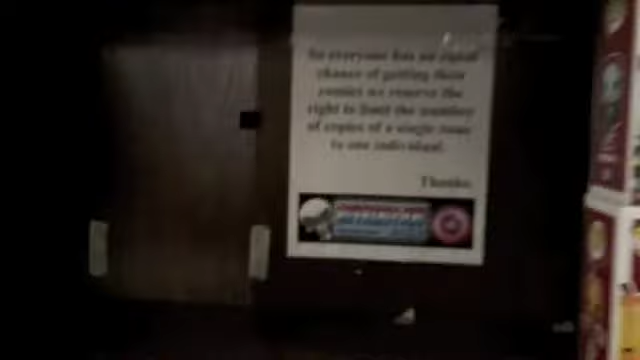 So everyone has an equal
chance of getting their
comics we reserve the
right to limit the number
of copies of a single issue
to one individual.
Thanks